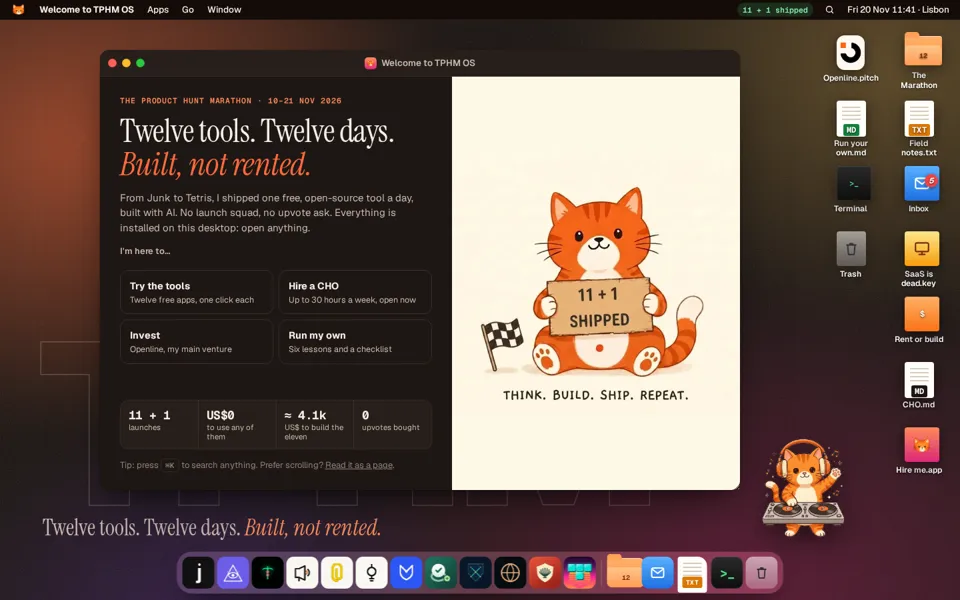 Welcome to TPHM OS Apps Go Window
11 + 1 shipped
Fri 20 Nov 11:41 · Lisbon
Welcome to TPHM OS
THE PRODUCT HUNT MARATHON · 10–21 NOV 2026
Twelve tools. Twelve days.
Built, not rented.
From Junk to Tetris, I shipped one free, open-source tool a day,
built with AI. No launch squad, no upvote ask. Everything is
installed on this desktop: open anything.
I'm here to...
Try the tools
Twelve free apps, one click each
Hire a CHO
Up to 30 hours a week, open now
Invest
Openline, my main venture
Run my own
Six lessons and a checklist
11 + 1
launches
US$0
to use any of
them
≈ 4.1k
US$ to build the
eleven
0
upvotes bought
Tip: press ⌘K to search anything. Prefer scrolling? Read it as a page.
11 + 1
SHIPPED
THINK. BUILD. SHIP. REPEAT.
Openline.pitch
12
The
Marathon
MD
Run your
own.md
TXT
Field
notes.txt
>_
Terminal
5
Inbox
Trash
SaaS is
dead.key
$
Rent or build
MD
CHO.md
Hire me.app
Twelve tools. Twelve days. Built, not rented.
j
12
TXT
>_